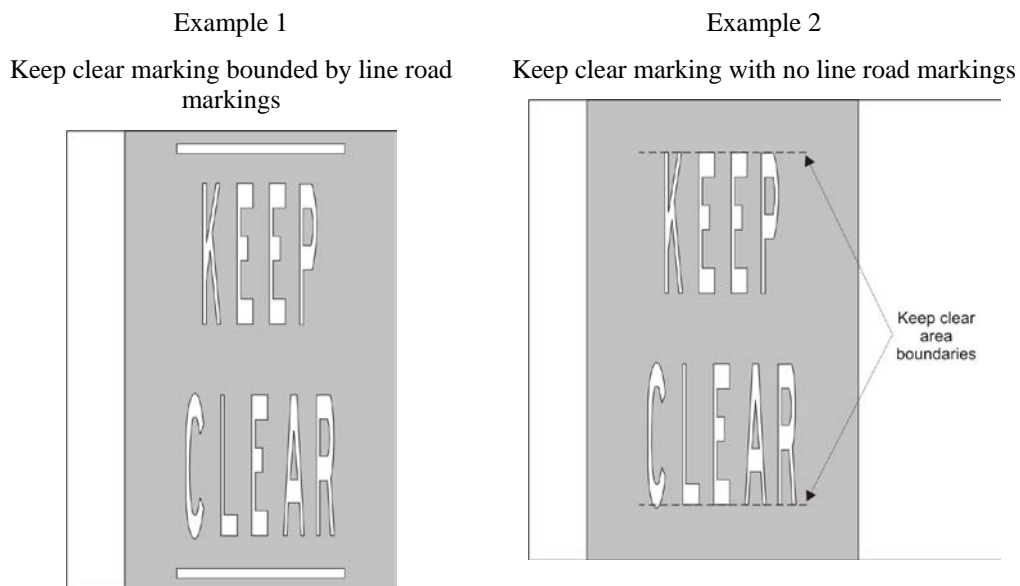 Example 1
Keep clear marking bounded by line road
markings
KEEP
CLEAR
Example 2
Keep clear marking with no line road markings
KEEP
CLEAR
Keep clear
area
boundaries